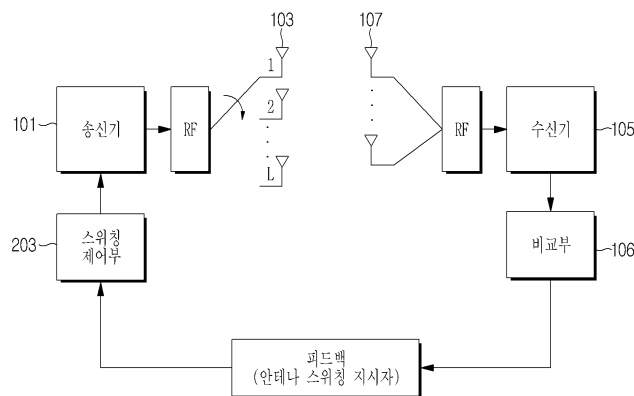 103
107
1
2
L
101
송신기
RF
RF
수신기
105
203
스위칭
제어부
비교부
106
피드백
(안테나 스위칭 지시자)